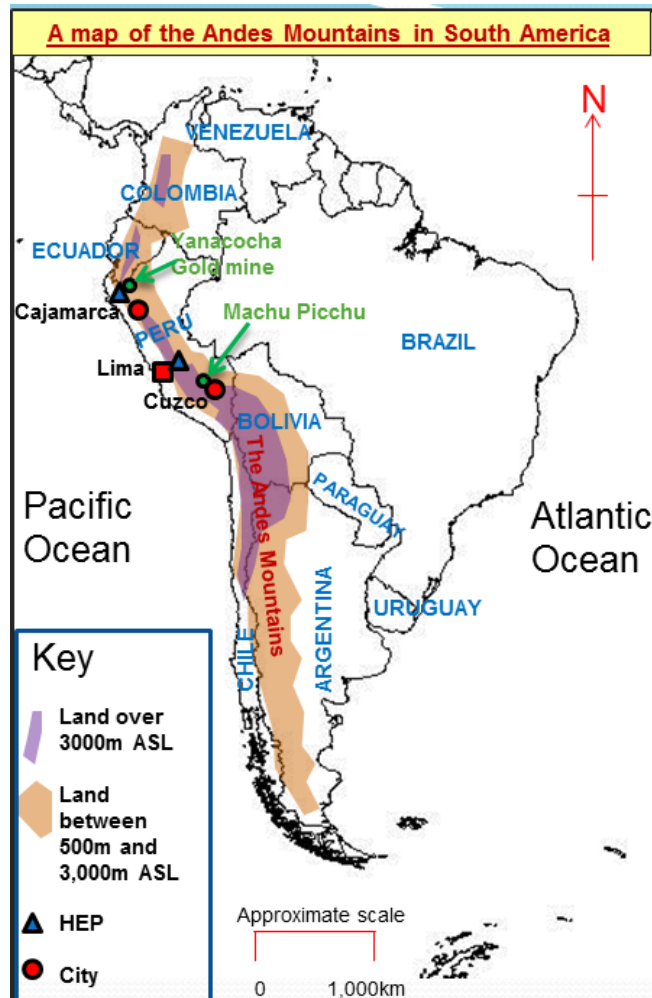 A map of the Andes Mountains in South America
N
VENEZUELA
COLOMBIA
ECUADOR
Yanacocha
Gold mine
Cajamarca
PERU
Machu Picchu
BRAZIL
Lima
Cuzco
BOLIVIA
The Andes Mountains
PARAGUAY
Pacific
Ocean
Atlantic
Ocean
CHILE
ARGENTINA
URUGUAY
Key
Land over
3000m ASL
Land
between
500m and
3,000m ASL
HEP
City
Approximate scale
0 1,000km